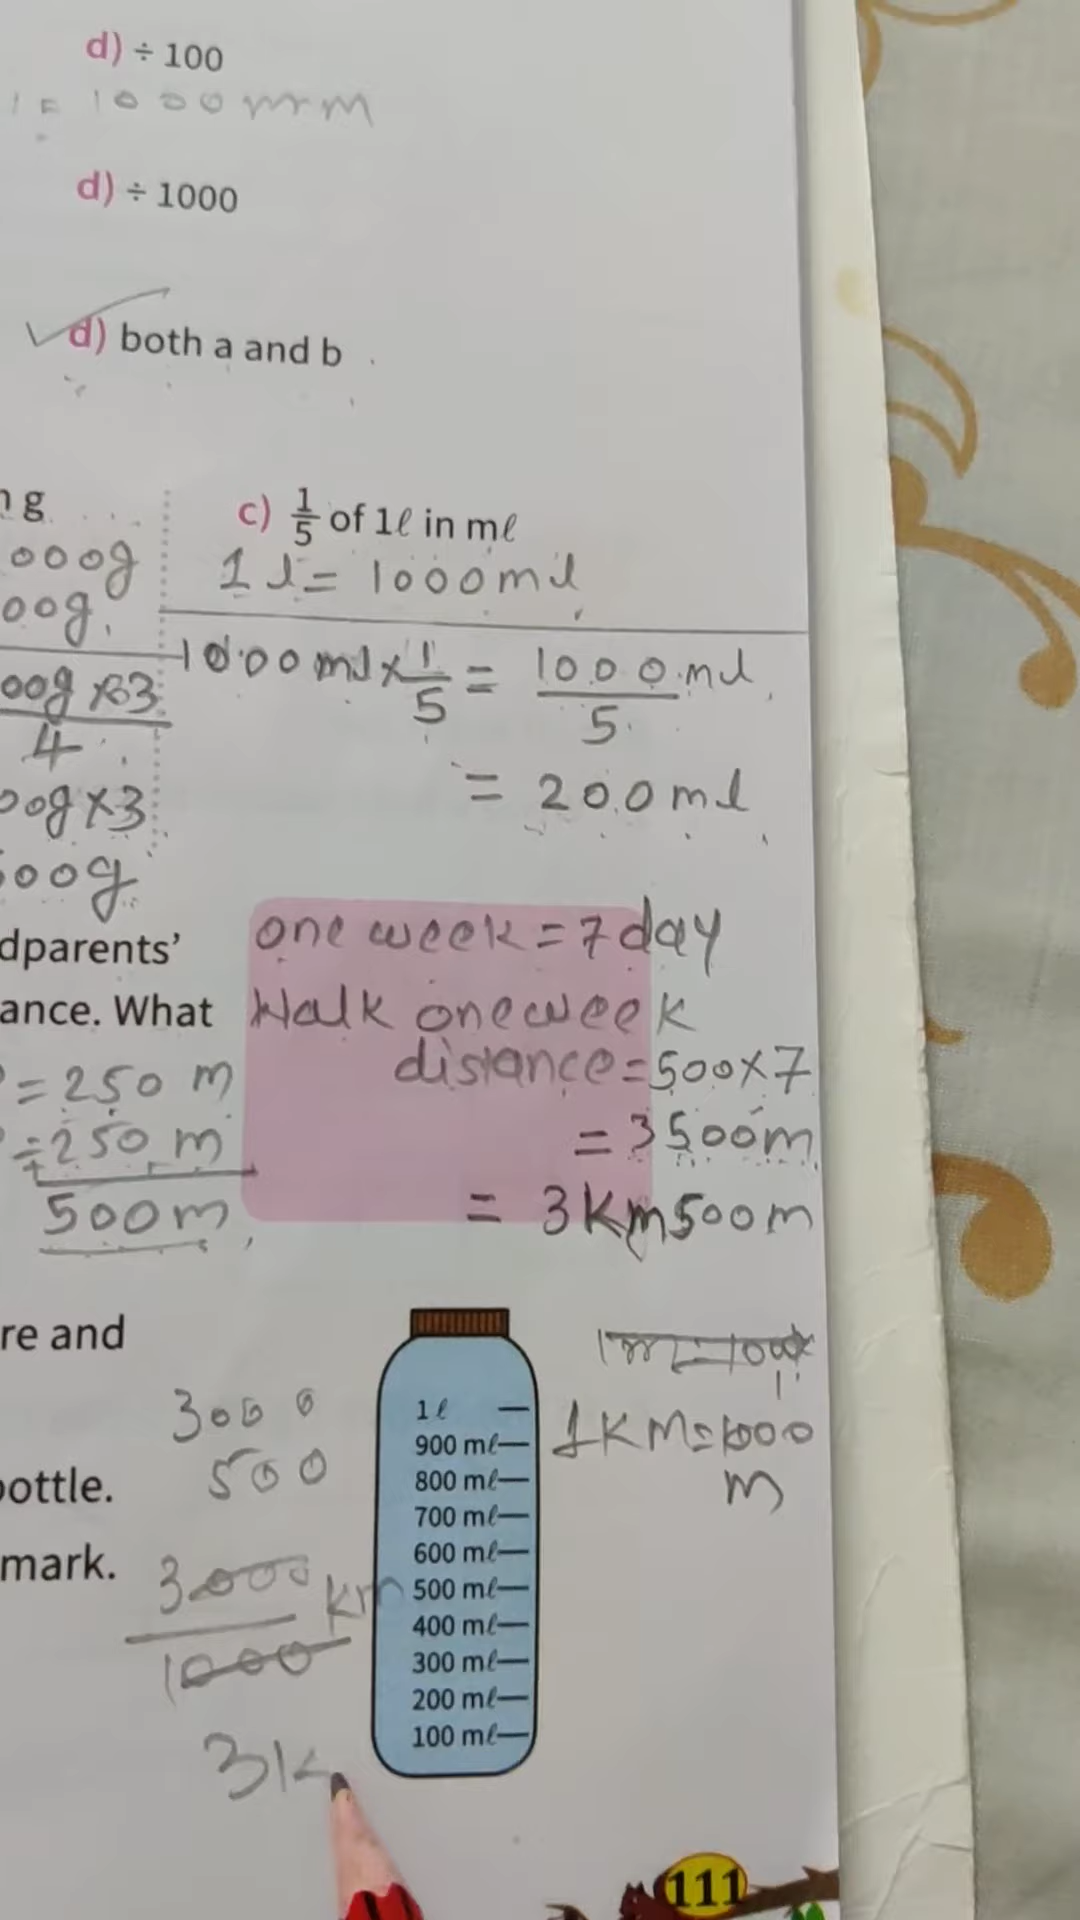 d) ÷ 100
= 1000 mm
d) ÷ 1000
d) both a and b
g
000g
00g.
00g × 3
4
00g × 3
500g
c) 1/5 of 1ℓ in mℓ
1 l = 1000 ml
1000 ml × 1/5 = 1000 ml / 5
= 200 ml
dparents'
ance. What
= 250 m
250 m
500 m
one week = 7 day
Walk one week
distance = 500 × 7
= 3500m
= 3 Km 500 m
re and
ottle.
mark.
3000
500
3000 km
1000
3 k
1 ℓ
900 mℓ
800 mℓ
700 mℓ
600 mℓ
500 mℓ
400 mℓ
300 mℓ
200 mℓ
100 mℓ
1 KM = 1000
m
111